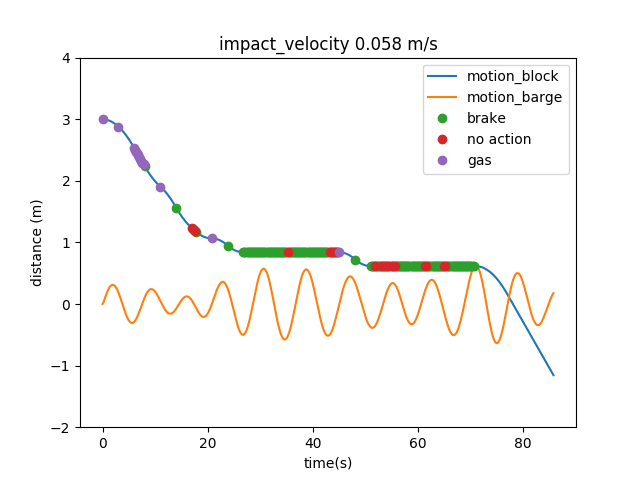 impact_velocity 0.058 m/s
4
3
2
1
0
−1
−2
distance (m)
motion_block
motion_barge
brake
no action
gas
0
20
40
60
80
time(s)